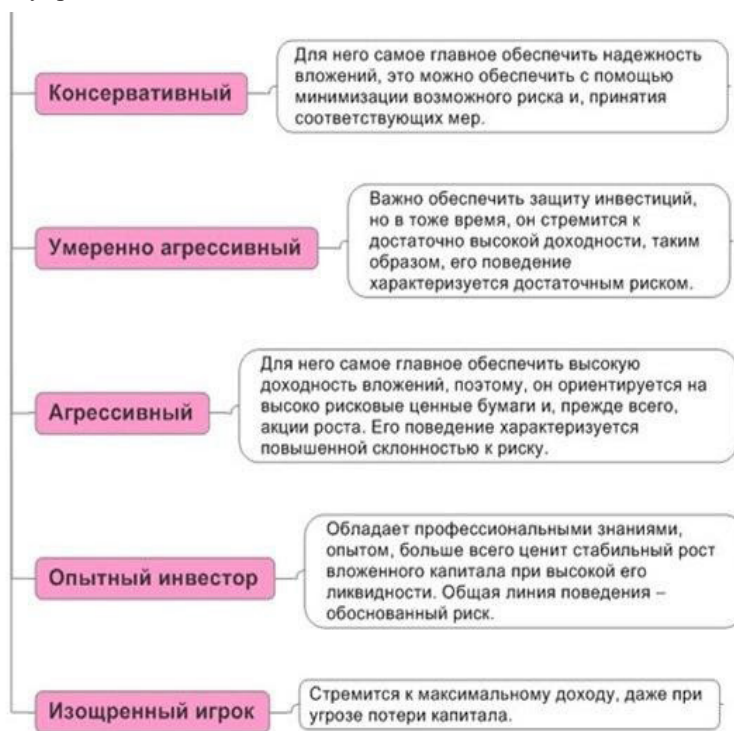 Консервативный
Для него самое главное обеспечить надежность
вложений, это можно обеспечить с помощью
минимизации возможного риска и, принятия
соответствующих мер.
Умеренно агрессивный
Важно обеспечить защиту инвестиций,
но в тоже время, он стремится к
достаточно высокой доходности, таким
образом, его поведение
характеризуется достаточным риском.
Агрессивный
Для него самое главное обеспечить высокую
доходность вложений, поэтому, он ориентируется на
высоко рисковые ценные бумаги и, прежде всего,
акции роста. Его поведение характеризуется
повышенной склонностью к риску.
Опытный инвестор
Обладает профессиональными знаниями,
опытом, больше всего ценит стабильный рост
вложенного капитала при высокой его
ликвидности. Общая линия поведения –
обоснованный риск.
Изощренный игрок
Стремится к максимальному доходу, даже при
угрозе потери капитала.